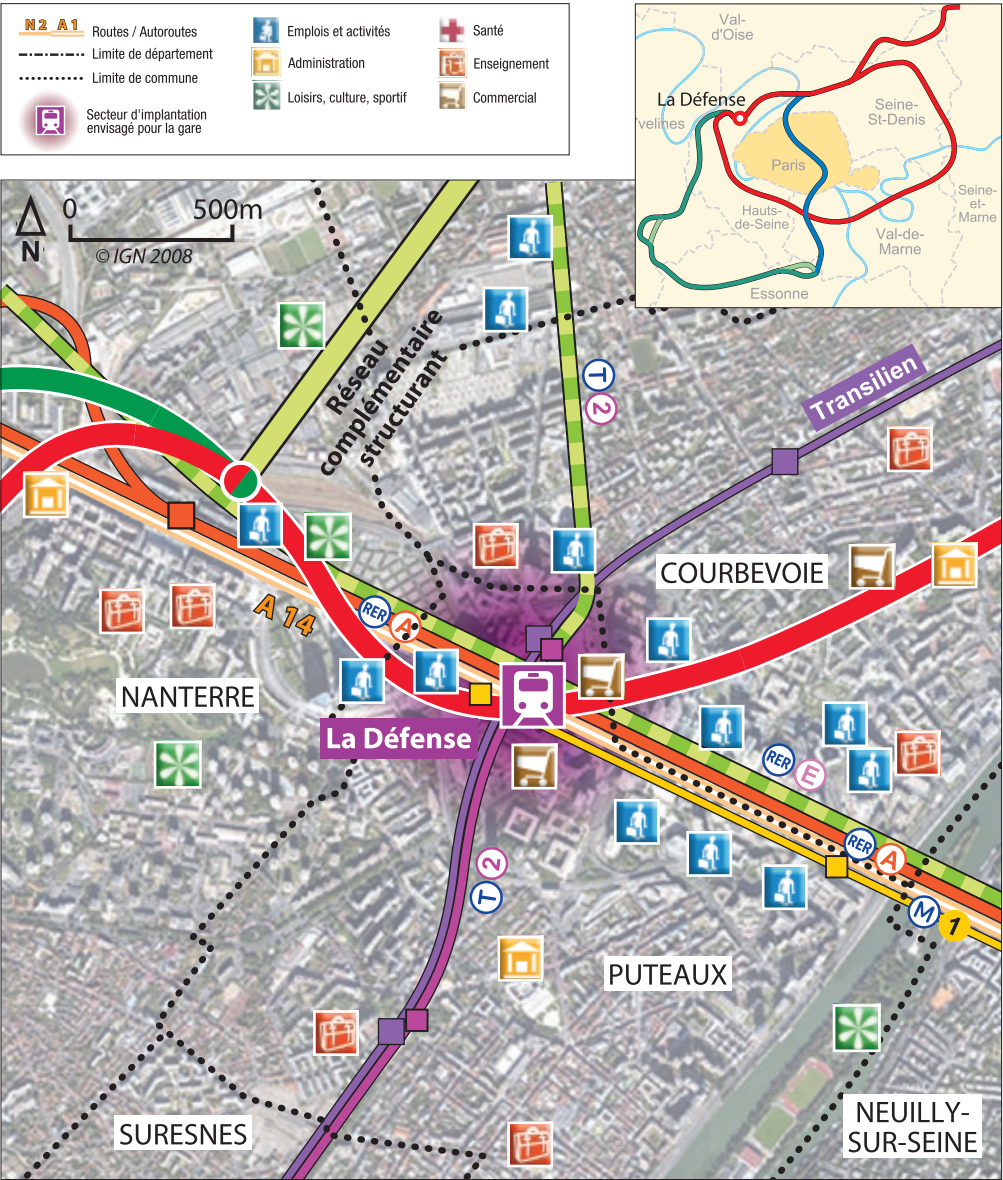 N2 A1
Routes / Autoroutes
Limite de département
Limite de commune
Secteur d'implantation
envisagé pour la gare
Emplois et activités
Administration
Loisirs, culture, sportif
Santé
Enseignement
Commercial
Val-
d'Oise
La Défense
Yvelines
Seine-
St-Denis
Paris
Seine-
et-
Marne
Hauts-
de-Seine
Val-de-
Marne
Essonne
0 500m
N
© IGN 2008
Réseau
complémentaire
structurant
T
2
Transilien
COURBEVOIE
A 14
RER A
NANTERRE
La Défense
RER E
RER A
T
2
M 1
PUTEAUX
SURESNES
NEUILLY-
SUR-SEINE